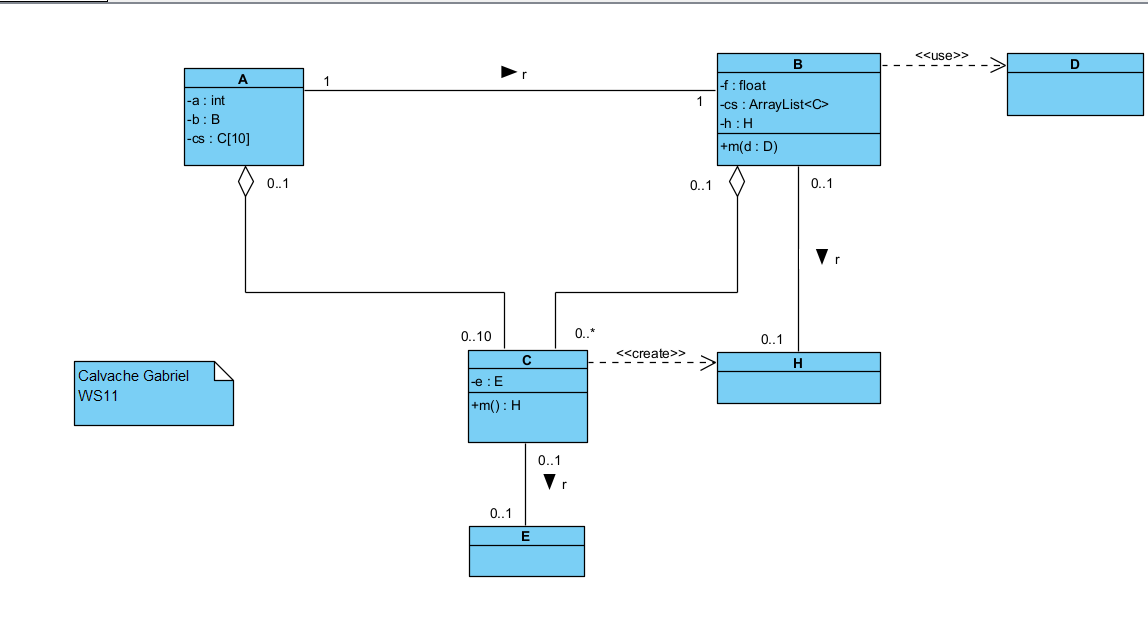 A
-a : int
-b : B
-cs : C[10]
1
r
1
B
-f : float
-cs : ArrayList<C>
-h : H
+m(d : D)
<<use>>
D
0..1
0..1
0..1
r
0..10
0..*
0..1
C
-e : E
+m() : H
<<create>>
H
Calvache Gabriel
WS11
0..1
r
0..1
E